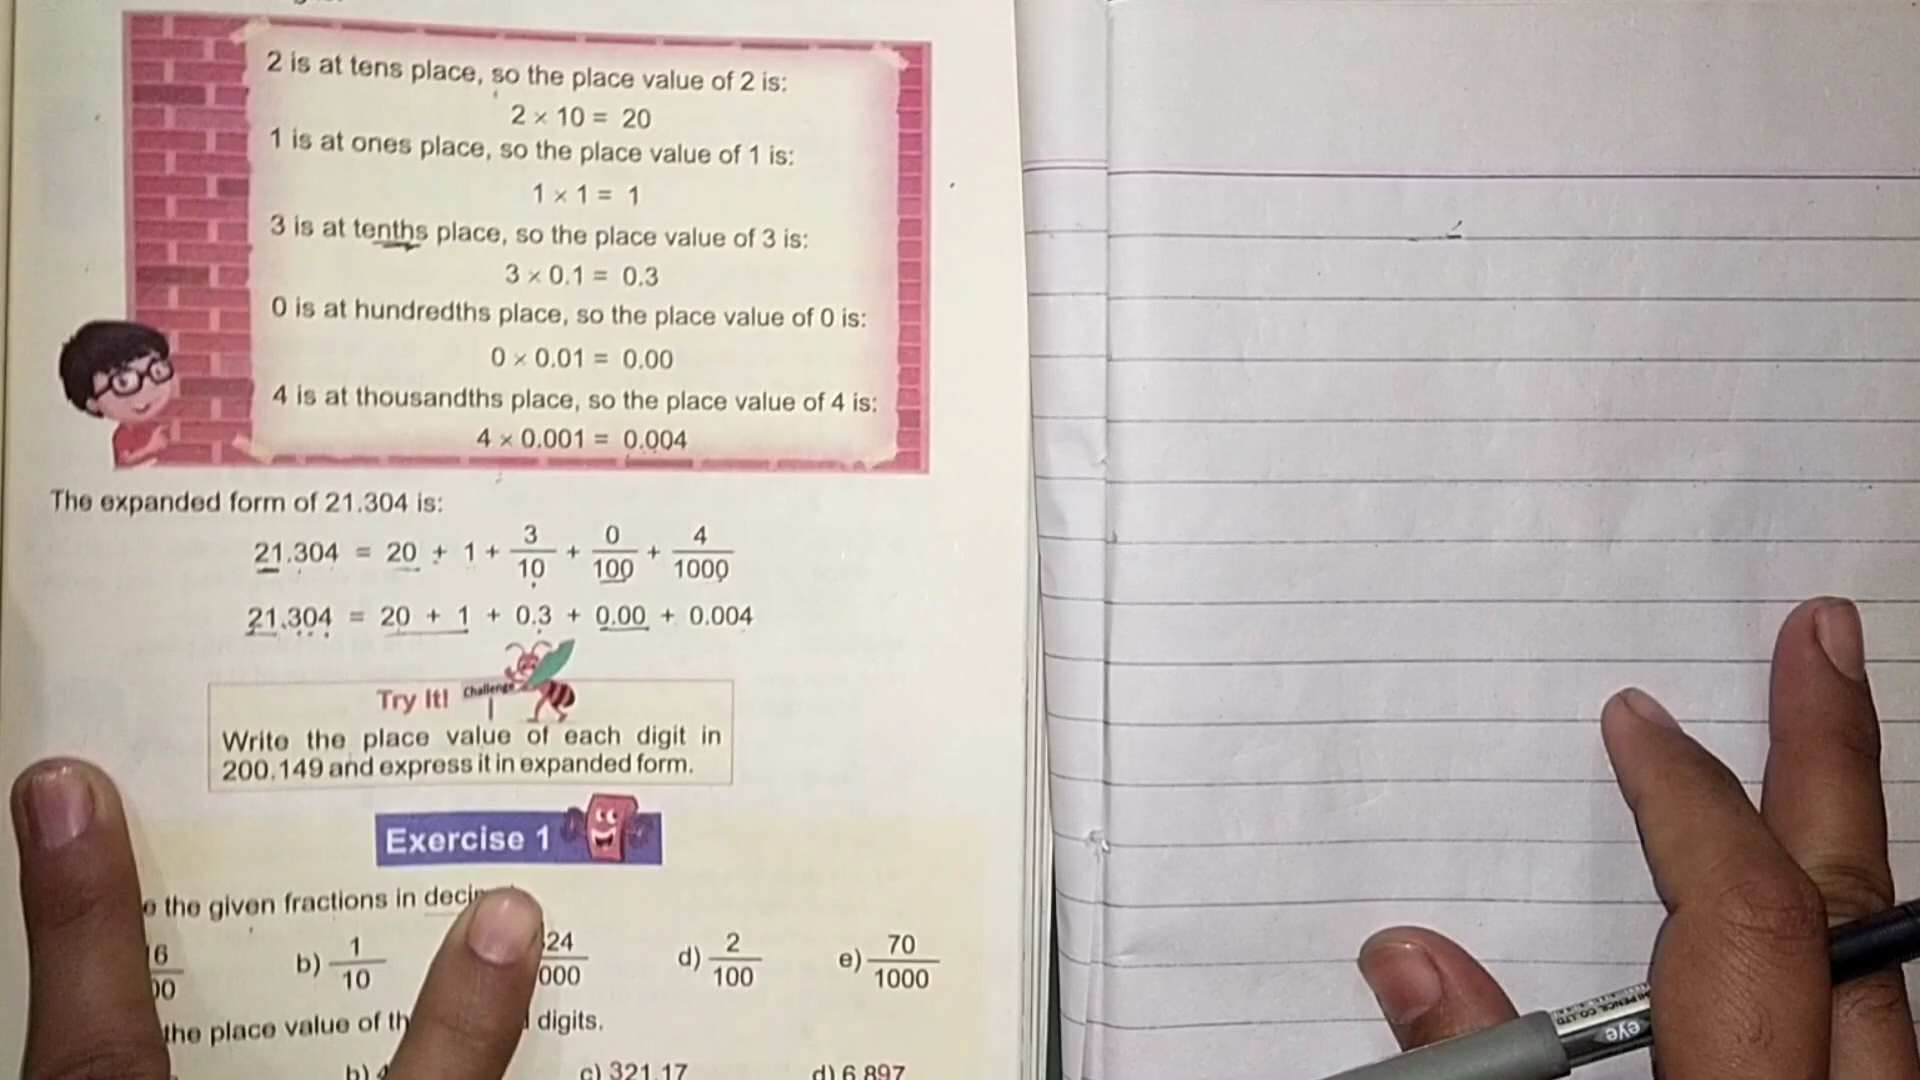 2 is at tens place, so the place value of 2 is:
2 × 10 = 20
1 is at ones place, so the place value of 1 is:
1 × 1 = 1
3 is at tenths place, so the place value of 3 is:
3 × 0.1 = 0.3
0 is at hundredths place, so the place value of 0 is:
0 × 0.01 = 0.00
4 is at thousandths place, so the place value of 4 is:
4 × 0.001 = 0.004
The expanded form of 21.304 is:
21.304 = 20 + 1 + 3/10 + 0/100 + 4/1000
21.304 = 20 + 1 + 0.3 + 0.00 + 0.004
Try It! Challenge
Write the place value of each digit in
200.149 and express it in expanded form.
Exercise 1
the given fractions in
b) 1/10 d) 2/100 e) 70/1000
the place value of digits.
b) c) 321.17 d) 6.897
eye